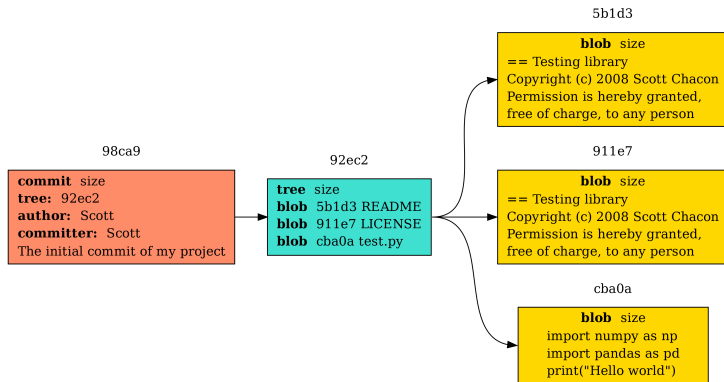 98ca9
commit size
tree: 92ec2
author: Scott
committer: Scott
The initial commit of my project
92ec2
tree size
blob 5b1d3 README
blob 911e7 LICENSE
blob cba0a test.py
5b1d3
blob size
== Testing library
Copyright (c) 2008 Scott Chacon
Permission is hereby granted,
free of charge, to any person
911e7
blob size
== Testing library
Copyright (c) 2008 Scott Chacon
Permission is hereby granted,
free of charge, to any person
cba0a
blob size
import numpy as np
import pandas as pd
print("Hello world")